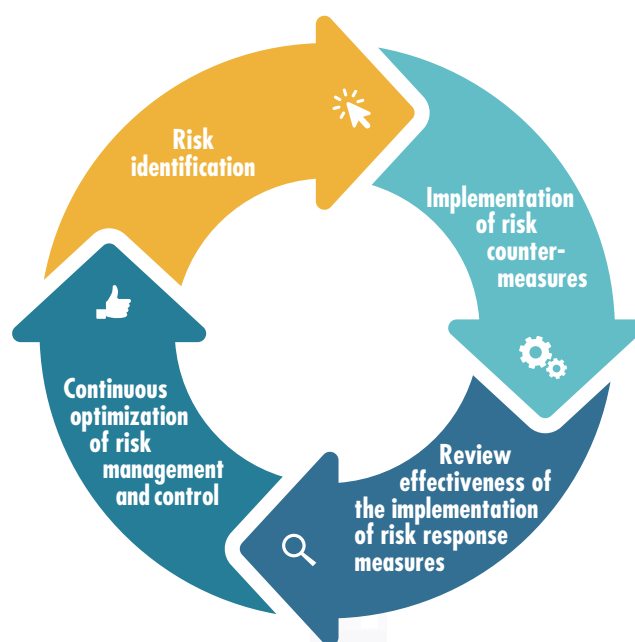 Risk
identification
Implementation
of risk
counter-
measures
Review
effectiveness of
the implementation
of risk response
measures
Continuous
optimization
of risk
management
and control